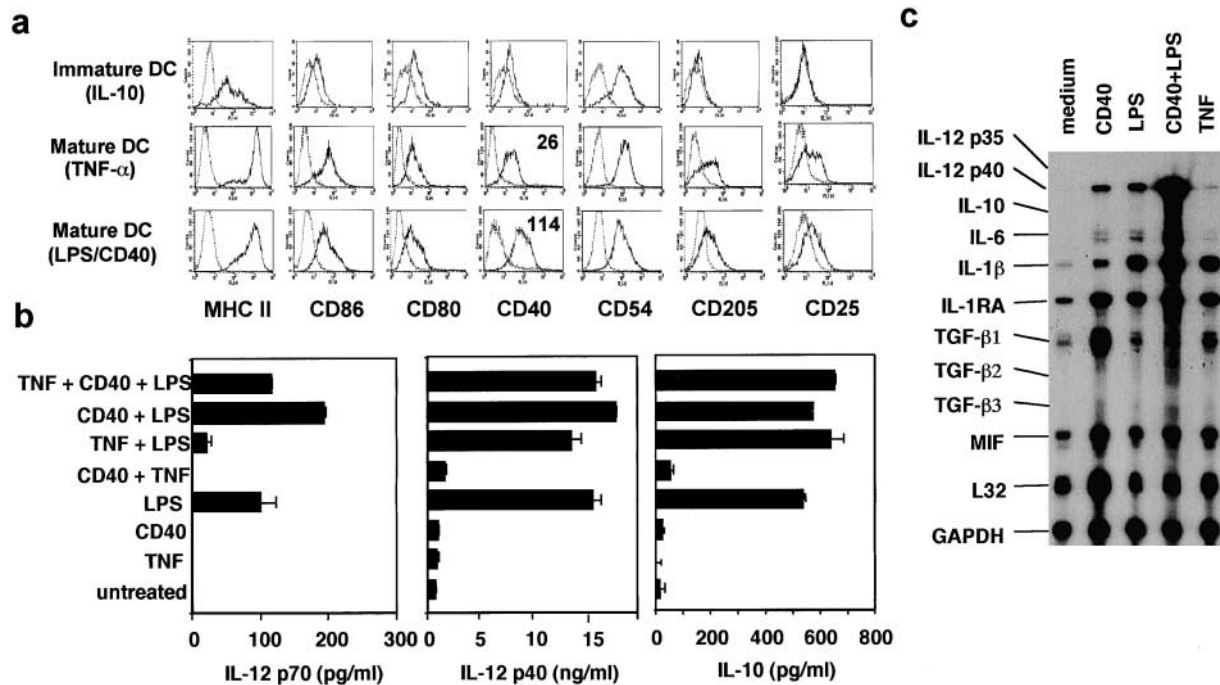 a
Immature DC
(IL-10)
Mature DC
(TNF-α)
26
Mature DC
(LPS/CD40)
114
MHC II CD86 CD80 CD40 CD54 CD205 CD25
b
TNF + CD40 + LPS
CD40 + LPS
TNF + LPS
CD40 + TNF
LPS
CD40
TNF
untreated
0 100 200 300
IL-12 p70 (pg/ml)
0 5 10 15
IL-12 p40 (ng/ml)
0 200 400 600 800
IL-10 (pg/ml)
c
medium
CD40
LPS
CD40+LPS
TNF
IL-12 p35
IL-12 p40
IL-10
IL-6
IL-1β
IL-1RA
TGF-β1
TGF-β2
TGF-β3
MIF
L32
GAPDH